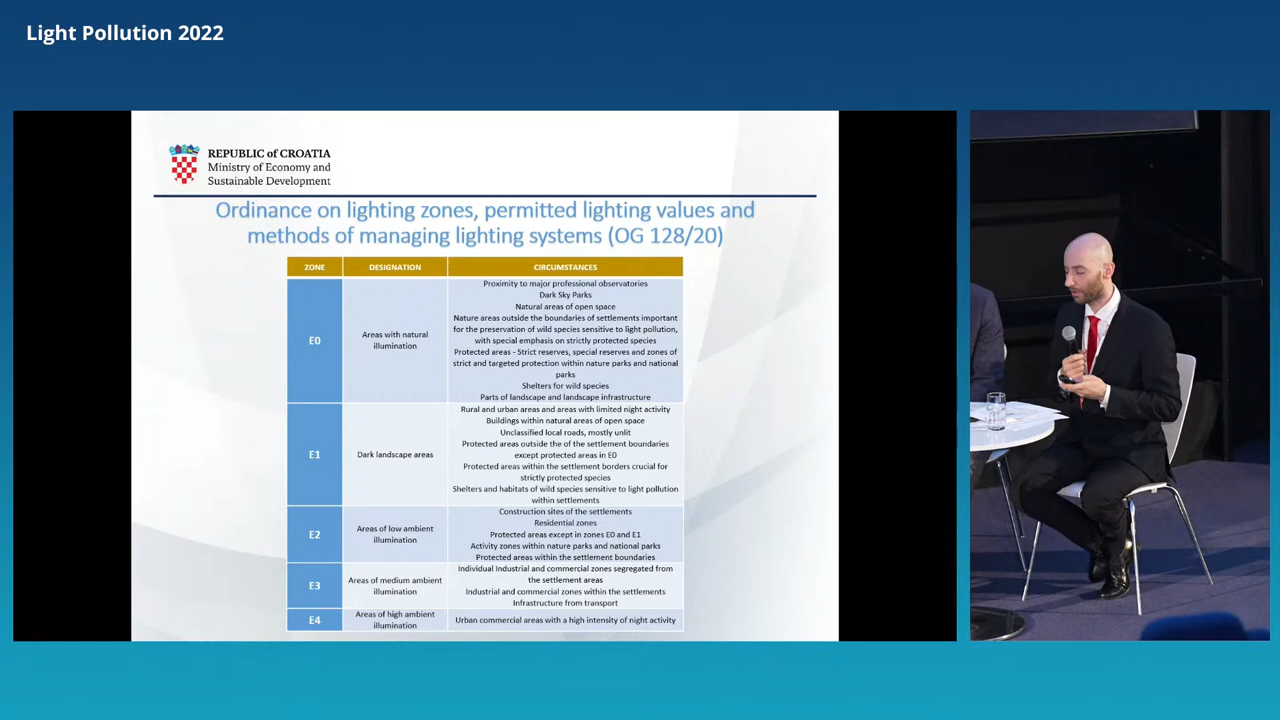 Light Pollution 2022
REPUBLIC of CROATIA
Ministry of Economy and
Sustainable Development
Ordinance on lighting zones, permitted lighting values and
methods of managing lighting systems (OG 128/20)
ZONE DESIGNATION CIRCUMSTANCES
E0
Areas with natural
illumination
Proximity to major professional observatories
Dark Sky Parks
Natural areas of open space
Nature areas outside the boundaries of settlements important
for the preservation of wild species sensitive to light pollution,
with special emphasis on strictly protected species
Protected areas - Strict reserves, special reserves and zones of
strict and targeted protection within nature parks and national
parks
Shelters for wild species
Parts of landscape and landscape infrastructure
E1
Dark landscape areas
Rural and urban areas and areas with limited night activity
Buildings within natural areas of open space
Unclassified local roads, mostly unlit
Protected areas outside the of the settlement boundaries
except protected areas in E0
Protected areas within the settlement borders crucial for
strictly protected species
Shelters and habitats of wild species sensitive to light pollution
within settlements
E2
Areas of low ambient
illumination
Construction sites of the settlements
Residential zones
Protected areas except in zones E0 and E1
Activity zones within nature parks and national parks
Protected areas within the settlement boundaries
E3
Areas of medium ambient
illumination
Individual Industrial and commercial zones segregated from
the settlement areas
Industrial and commercial zones within the settlements
Infrastructure from transport
E4
Areas of high ambient
illumination
Urban commercial areas with a high intensity of night activity